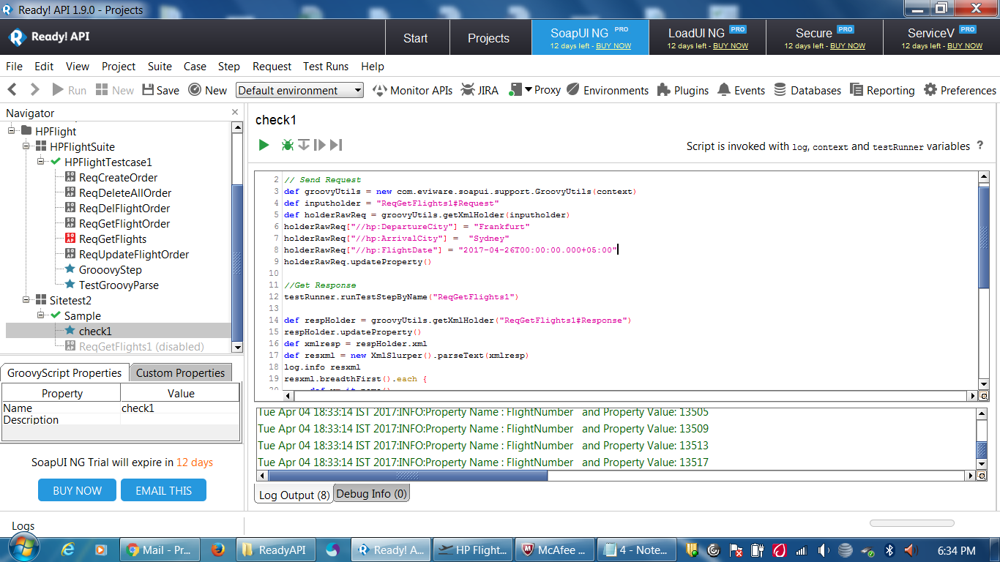 Ready! API 1.9.0 - Projects
Ready! API
Start
Projects
SoapUI NG PRO
12 days left - BUY NOW
LoadUI NG PRO
12 days left - BUY NOW
Secure PRO
12 days left - BUY NOW
ServiceV PRO
12 days left - BUY NOW
File Edit View Project Suite Case Step Request Test Runs Help
Run New Save New Default environment Monitor APIs JIRA Proxy Environments Plugins Events Databases Reporting Preferences
Navigator
HPFlight
HPFlightSuite
HPFlightTestcase1
ReqCreateOrder
ReqDeleteAllOrder
ReqDelFlightOrder
ReqGetFlightOrder
ReqGetFlights
ReqUpdateFlightOrder
GrooovyStep
TestGroovyParse
Sitetest2
Sample
check1
ReqGetFlights1 (disabled)
GroovyScript Properties Custom Properties
Property Value
Name check1
Description
SoapUI NG Trial will expire in 12 days
BUY NOW EMAIL THIS
check1
Script is invoked with log, context and testRunner variables ?
2 // Send Request
3 def groovyUtils = new com.eviware.soapui.support.GroovyUtils(context)
4 def inputholder = "ReqGetFlights1#Request"
5 def holderRawReq = groovyUtils.getXmlHolder(inputholder)
6 holderRawReq["//hp:DepartureCity"] = "Frankfurt"
7 holderRawReq["//hp:ArrivalCity"] =  "Sydney"
8 holderRawReq["//hp:FlightDate"] = "2017-04-26T00:00:00.000+05:00"
9 holderRawReq.updateProperty()
10
11 //Get Response
12 testRunner.runTestStepByName("ReqGetFlights1")
13
14 def respHolder = groovyUtils.getXmlHolder("ReqGetFlights1#Response")
15 respHolder.updateProperty()
16 def xmlresp = respHolder.xml
17 def resxml = new XmlSlurper().parseText(xmlresp)
18 log.info resxml
19 resxml.breadthFirst().each {
Tue Apr 04 18:33:14 IST 2017:INFO:Property Name : FlightNumber   and Property Value: 13505
Tue Apr 04 18:33:14 IST 2017:INFO:Property Name : FlightNumber   and Property Value: 13509
Tue Apr 04 18:33:14 IST 2017:INFO:Property Name : FlightNumber   and Property Value: 13513
Tue Apr 04 18:33:14 IST 2017:INFO:Property Name : FlightNumber   and Property Value: 13517
Log Output (8) Debug Info (0)
Logs
Mail - Pr... ReadyAPI Ready! A... HP Flight... McAfee ... 4 - Note... 6:34 PM